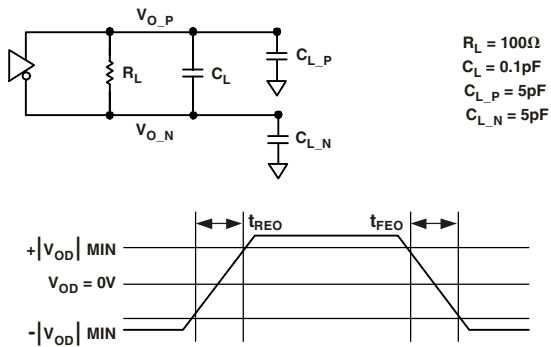 V_O_P
C_L_P
R_L
C_L
V_O_N
C_L_N
R_L = 100Ω
C_L = 0.1pF
C_L_P = 5pF
C_L_N = 5pF
t_REO
t_FEO
+|V_OD| MIN
V_OD = 0V
-|V_OD| MIN